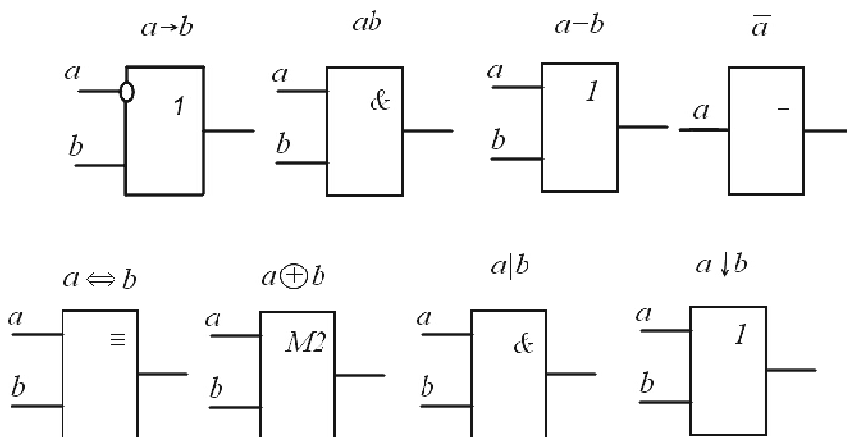 a→b ab a−b a̅
a a a
1 & 1 a −
b b b
a⇔b a⊕b a|b a↓b
a a a a
≡ M2 & 1
b b b b